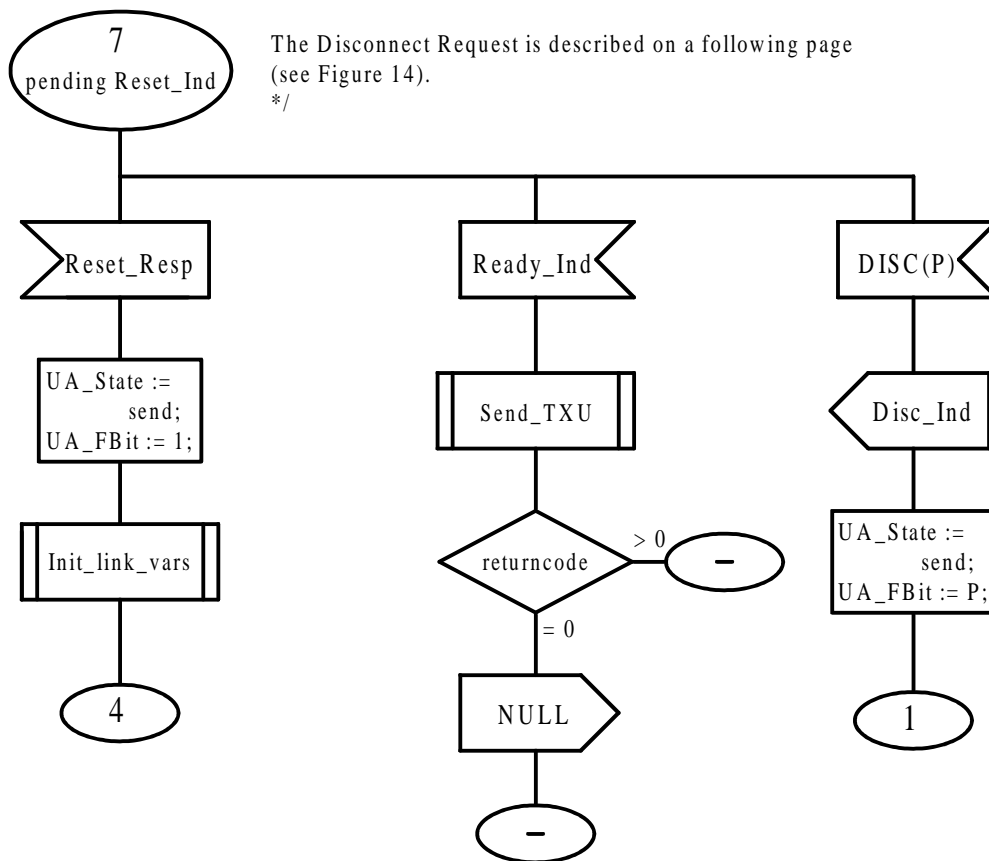 7
pending Reset_Ind
The Disconnect Request is described on a following page
(see Figure 14).
*/
Reset_Resp
Ready_Ind
DISC(P)
UA_State :=
send;
UA_FBit := 1;
Send_TXU
Disc_Ind
Init_link_vars
returncode
> 0
–
= 0
UA_State :=
send;
UA_FBit := P;
4
NULL
1
–